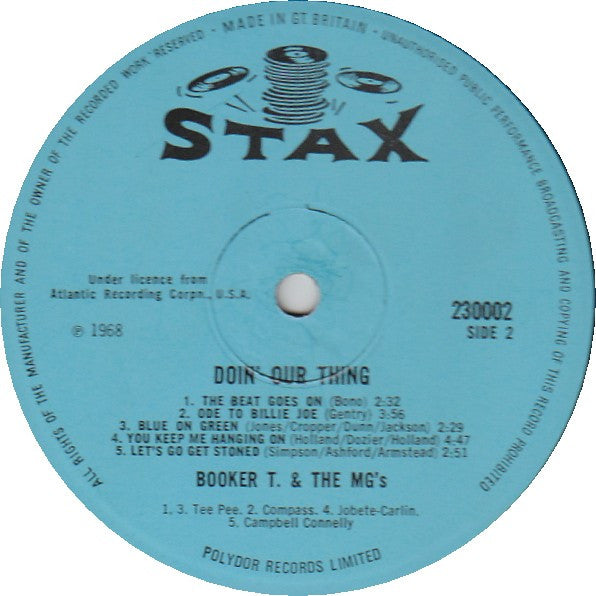 ALL RIGHTS OF THE MANUFACTURER AND OF THE OWNER OF THE RECORDED WORK RESERVED · MADE IN GT. BRITAIN · UNAUTHORISED PUBLIC PERFORMANCE BROADCASTING AND COPYING OF THIS RECORD PROHIBITED
STAX
Under licence from
Atlantic Recording Corpn., U.S.A.
℗ 1968
230002
SIDE 2
DOIN' OUR THING
1. THE BEAT GOES ON (Bono) 2:32
2. ODE TO BILLIE JOE (Gentry) 3:56
3. BLUE ON GREEN (Jones/Cropper/Dunn/Jackson) 2:29
4. YOU KEEP ME HANGING ON (Holland/Dozier/Holland) 4-47
5. LET'S GO GET STONED (Simpson/Ashford/Armstead) 2:51
BOOKER T. & THE MG's
1. 3. Tee Pee. 2. Compass. 4. Jobete-Carlin.
5. Campbell Connelly
POLYDOR RECORDS LIMITED